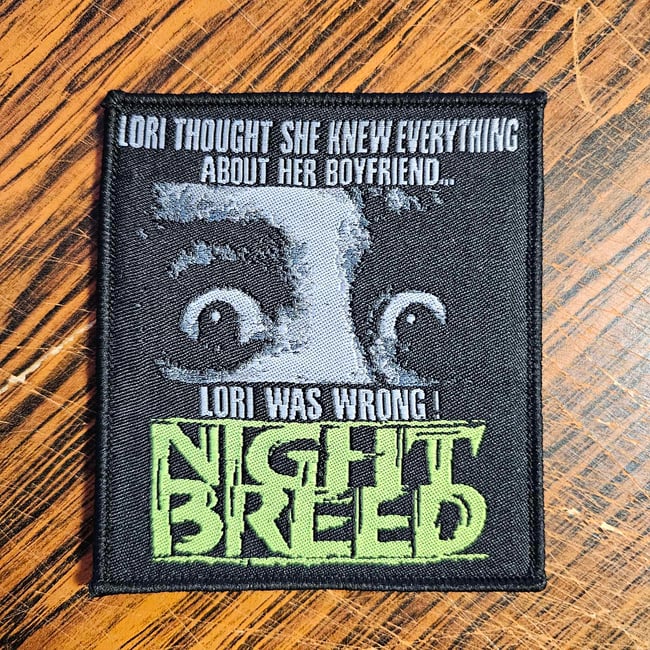 LORI THOUGHT SHE KNEW EVERYTHING
ABOUT HER BOYFRIEND...
LORI WAS WRONG!
NIGHT
BREED